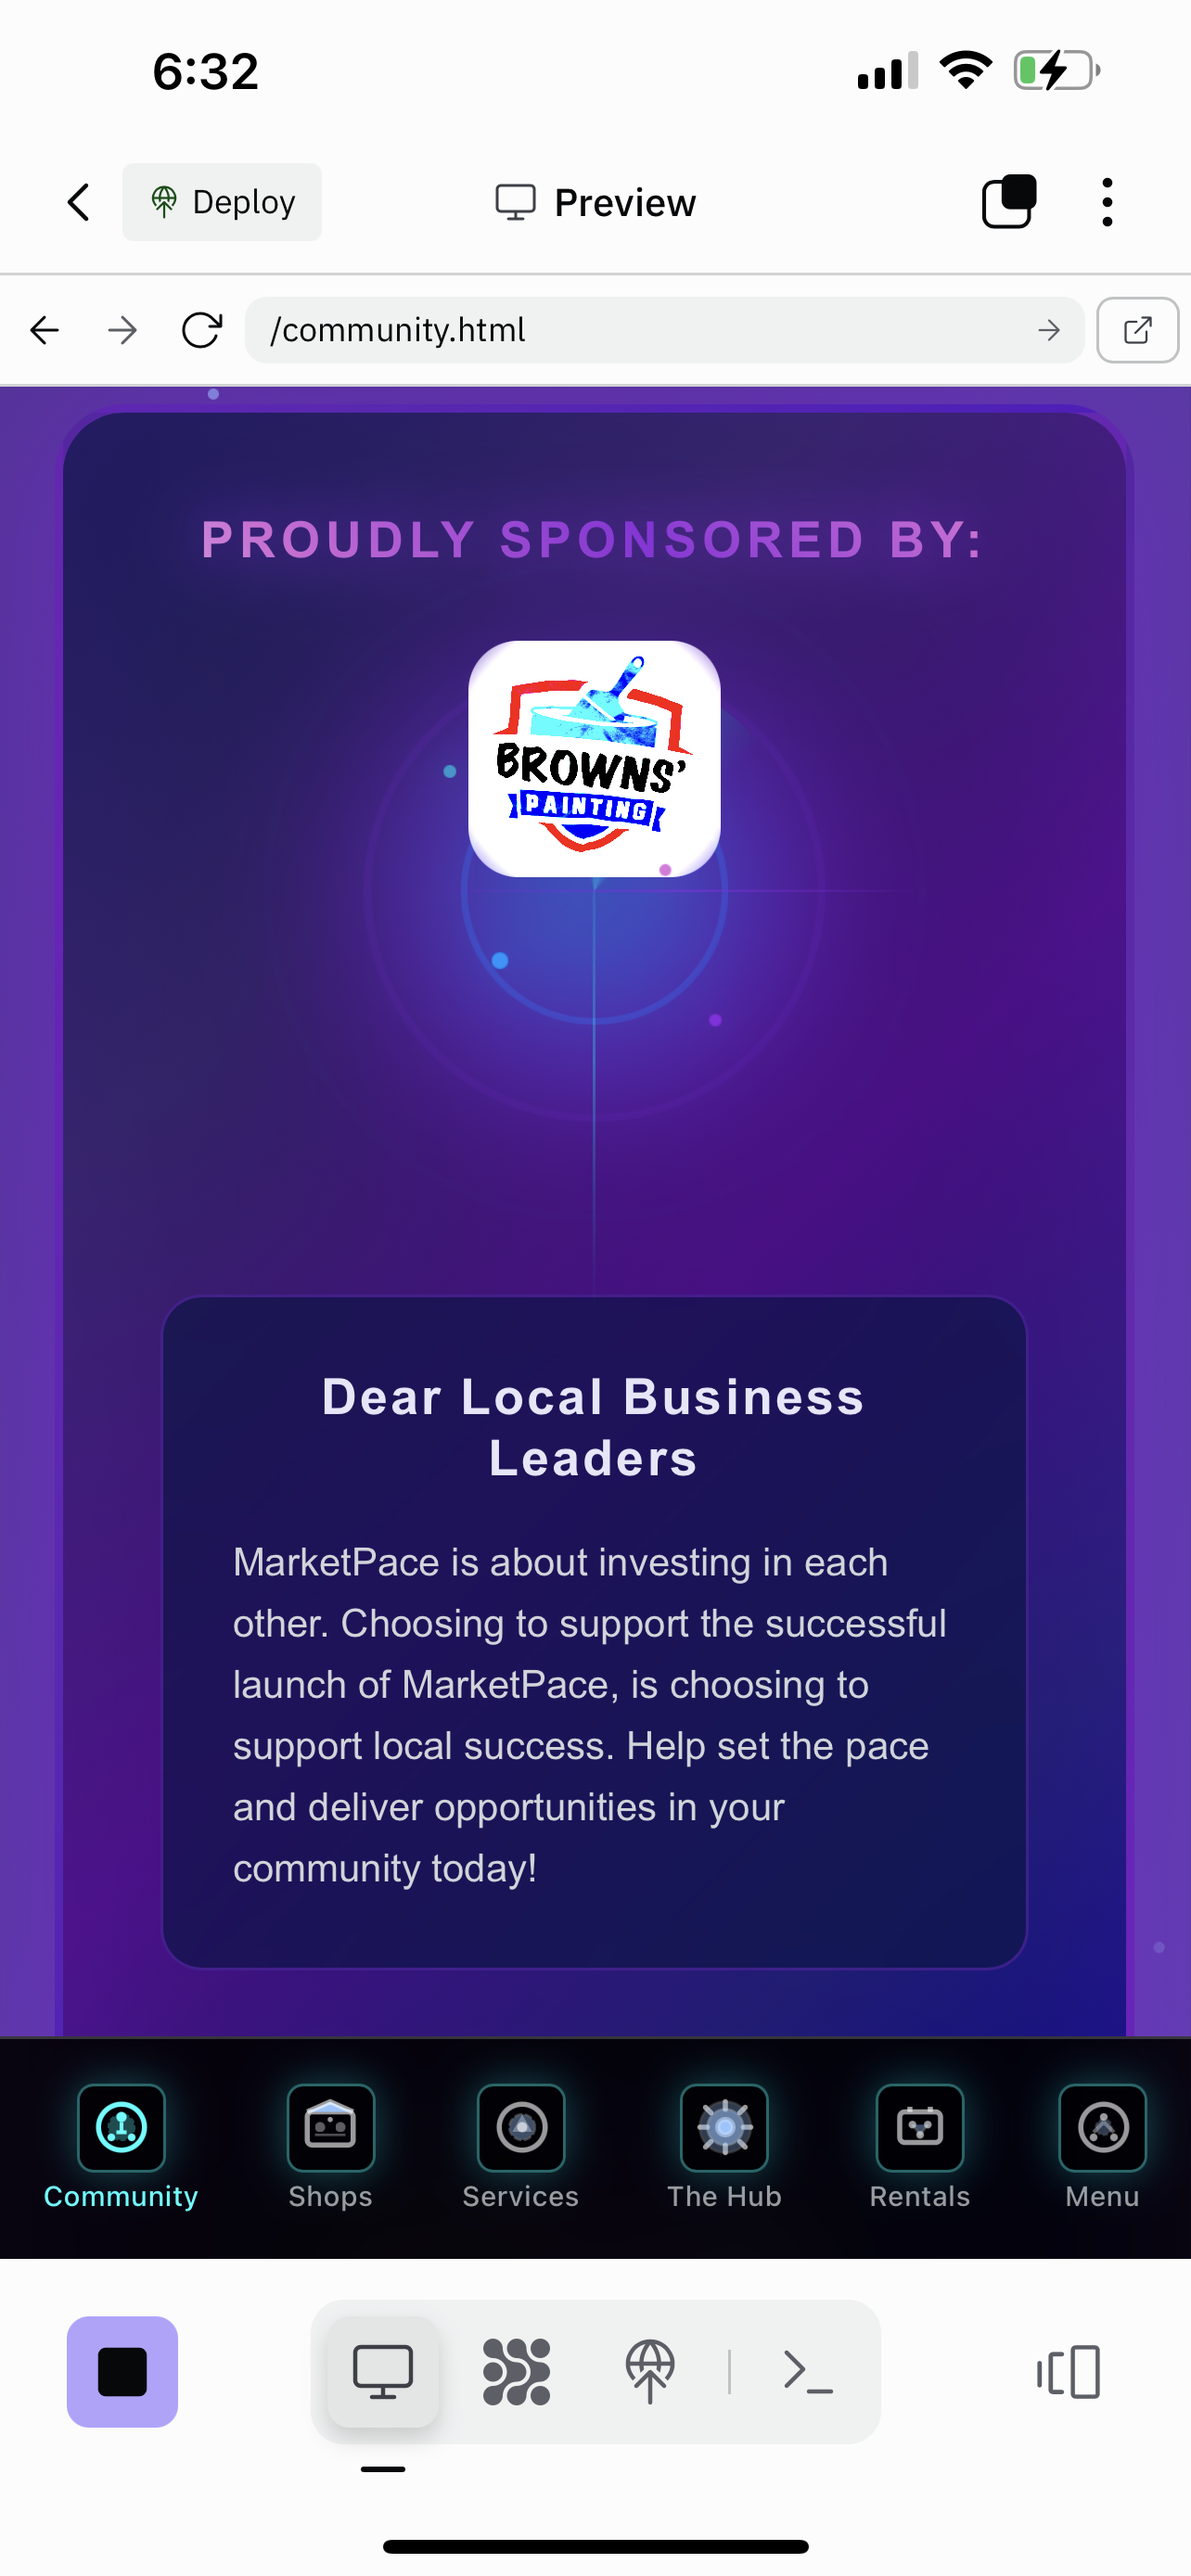 6:32
Deploy
Preview
/community.html
PROUDLY SPONSORED BY:
BROWNS'
PAINTING
Dear Local Business
Leaders
MarketPace is about investing in each
other. Choosing to support the successful
launch of MarketPace, is choosing to
support local success. Help set the pace
and deliver opportunities in your
community today!
Community
Shops
Services
The Hub
Rentals
Menu